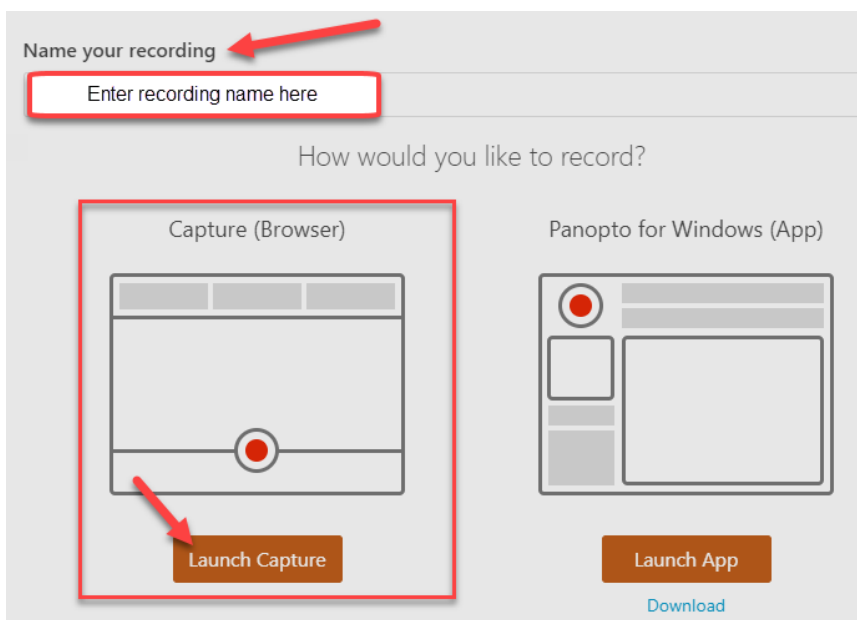 Name your recording
Enter recording name here
How would you like to record?
Capture (Browser)
Panopto for Windows (App)
Launch Capture
Launch App
Download